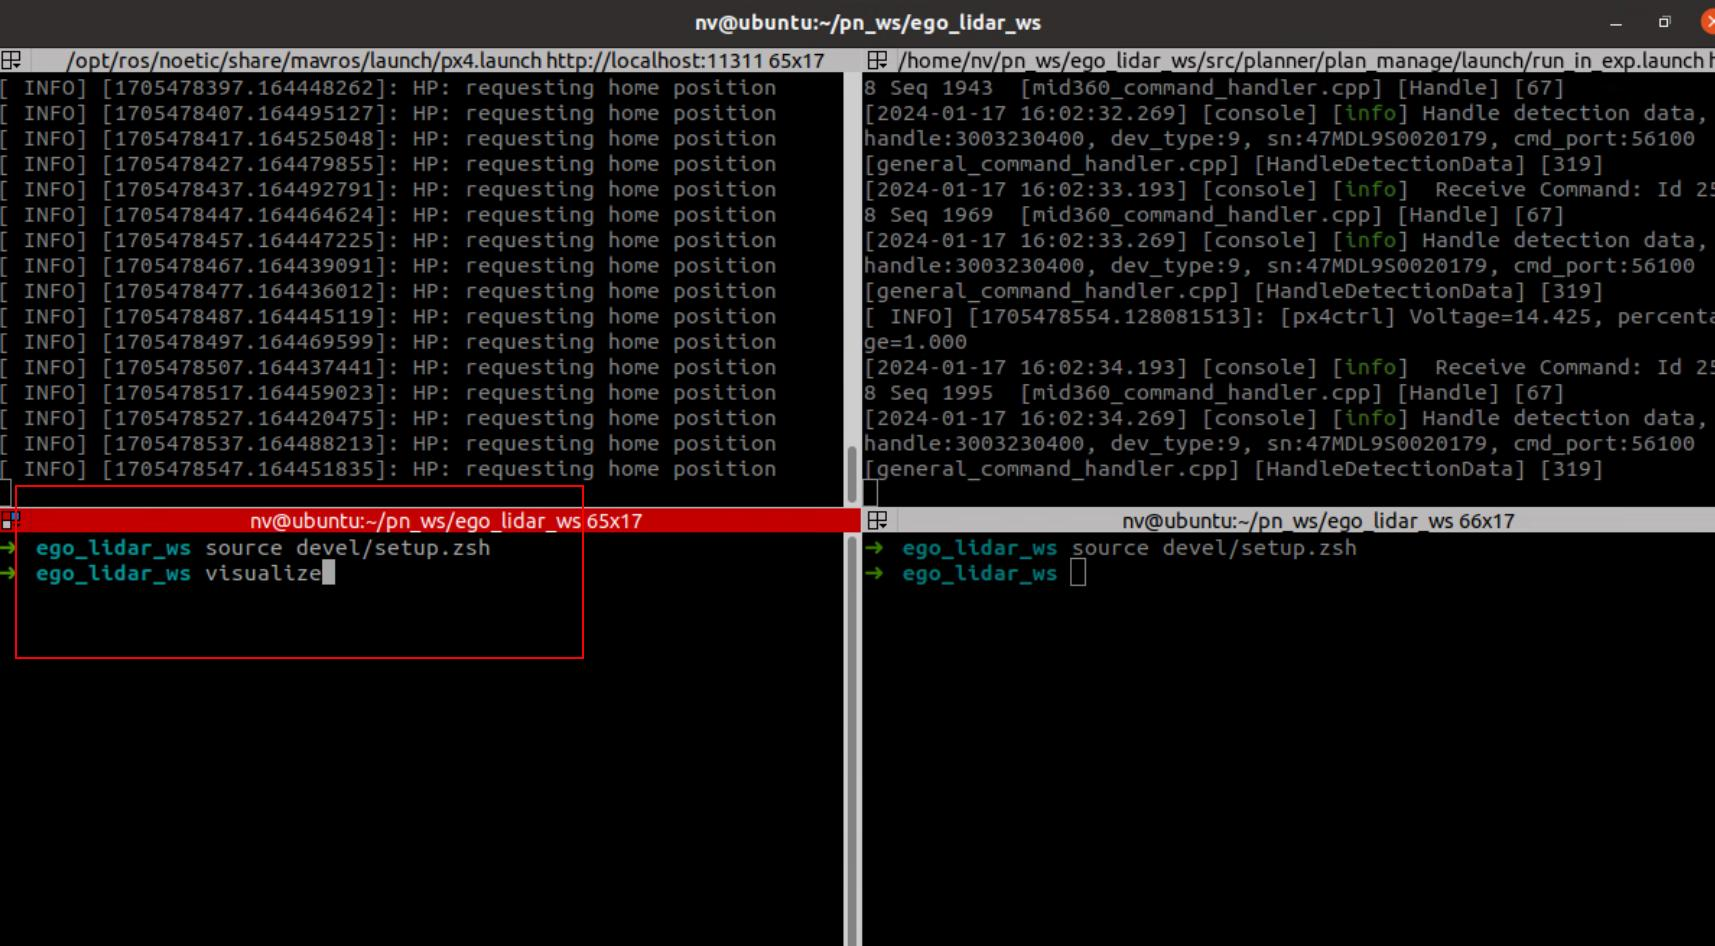 nv@ubuntu:~/pn_ws/ego_lidar_ws
/opt/ros/noetic/share/mavros/launch/px4.launch http://localhost:11311 65x17
[ INFO] [1705478397.164448262]: HP: requesting home position
[ INFO] [1705478407.164495127]: HP: requesting home position
[ INFO] [1705478417.164525048]: HP: requesting home position
[ INFO] [1705478427.164479855]: HP: requesting home position
[ INFO] [1705478437.164492791]: HP: requesting home position
[ INFO] [1705478447.164464624]: HP: requesting home position
[ INFO] [1705478457.164447225]: HP: requesting home position
[ INFO] [1705478467.164439091]: HP: requesting home position
[ INFO] [1705478477.164436012]: HP: requesting home position
[ INFO] [1705478487.164445119]: HP: requesting home position
[ INFO] [1705478497.164469599]: HP: requesting home position
[ INFO] [1705478507.164437441]: HP: requesting home position
[ INFO] [1705478517.164459023]: HP: requesting home position
[ INFO] [1705478527.164420475]: HP: requesting home position
[ INFO] [1705478537.164488213]: HP: requesting home position
[ INFO] [1705478547.164451835]: HP: requesting home position
/home/nv/pn_ws/ego_lidar_ws/src/planner/plan_manage/launch/run_in_exp.launch h
8 Seq 1943  [mid360_command_handler.cpp] [Handle] [67]
[2024-01-17 16:02:32.269] [console] [info] Handle detection data,
handle:3003230400, dev_type:9, sn:47MDL9S0020179, cmd_port:56100
[general_command_handler.cpp] [HandleDetectionData] [319]
[2024-01-17 16:02:33.193] [console] [info]  Receive Command: Id 25
8 Seq 1969  [mid360_command_handler.cpp] [Handle] [67]
[2024-01-17 16:02:33.269] [console] [info] Handle detection data,
handle:3003230400, dev_type:9, sn:47MDL9S0020179, cmd_port:56100
[general_command_handler.cpp] [HandleDetectionData] [319]
[ INFO] [1705478554.128081513]: [px4ctrl] Voltage=14.425, percenta
ge=1.000
[2024-01-17 16:02:34.193] [console] [info]  Receive Command: Id 25
8 Seq 1995  [mid360_command_handler.cpp] [Handle] [67]
[2024-01-17 16:02:34.269] [console] [info] Handle detection data,
handle:3003230400, dev_type:9, sn:47MDL9S0020179, cmd_port:56100
[general_command_handler.cpp] [HandleDetectionData] [319]
nv@ubuntu:~/pn_ws/ego_lidar_ws 65x17
→ ego_lidar_ws source devel/setup.zsh
→ ego_lidar_ws visualize
nv@ubuntu:~/pn_ws/ego_lidar_ws 66x17
→ ego_lidar_ws source devel/setup.zsh
→ ego_lidar_ws